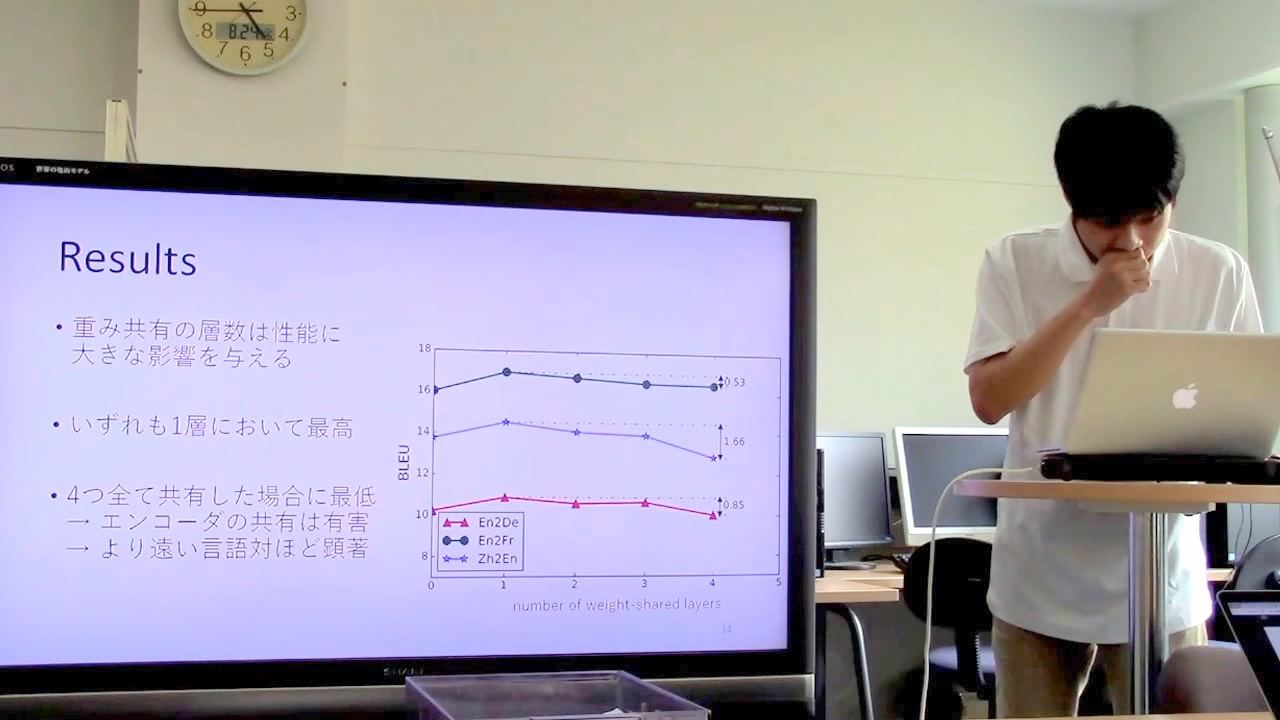 9
3
8
4
7
6
5
824
Results
• 重み共有の層数は性能に
大きな影響を与える
• いずれも1層において最高
• 4つ全て共有した場合に最低
→ エンコーダの共有は有害
→ より遠い言語対ほど顕著
18
16
14
12
10
8
BLEU
0.53
1.66
0.85
En2De
En2Fr
Zh2En
0 1 2 3 4 5
number of weight-shared layers
14
SHARP